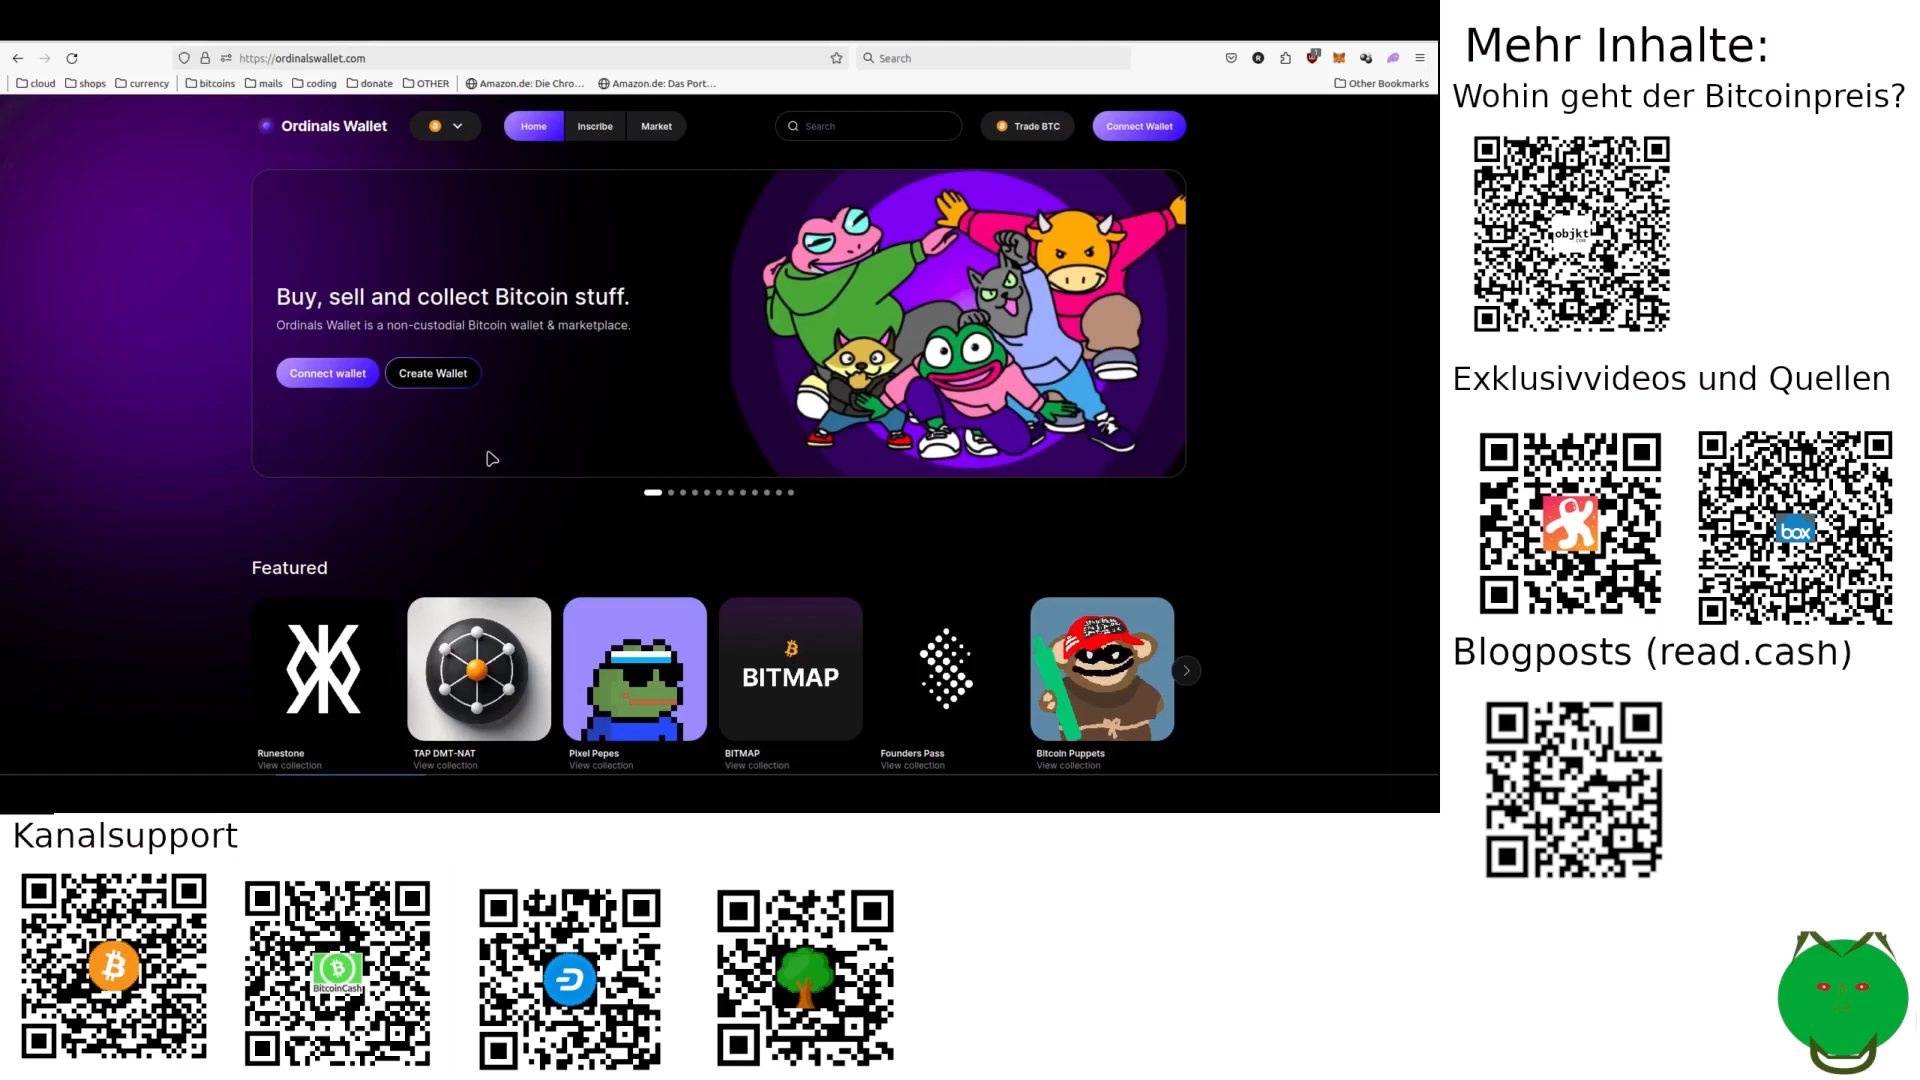 https://ordinalswallet.com
Search
cloud shops currency bitcoins mails coding donate OTHER Amazon.de: Die Chro... Amazon.de: Das Port... Other Bookmarks
Ordinals Wallet
Home Inscribe Market
Search
Trade BTC
Connect Wallet
Buy, sell and collect Bitcoin stuff.
Ordinals Wallet is a non-custodial Bitcoin wallet & marketplace.
Connect wallet Create Wallet
Featured
BITMAP
Runestone
View collection
TAP DMT-NAT
View collection
Pixel Pepes
View collection
BITMAP
View collection
Founders Pass
View collection
Bitcoin Puppets
View collection
Mehr Inhalte:
Wohin geht der Bitcoinpreis?
objkt
.com
Exklusivvideos und Quellen
box
Blogposts (read.cash)
Kanalsupport
BitcoinCash